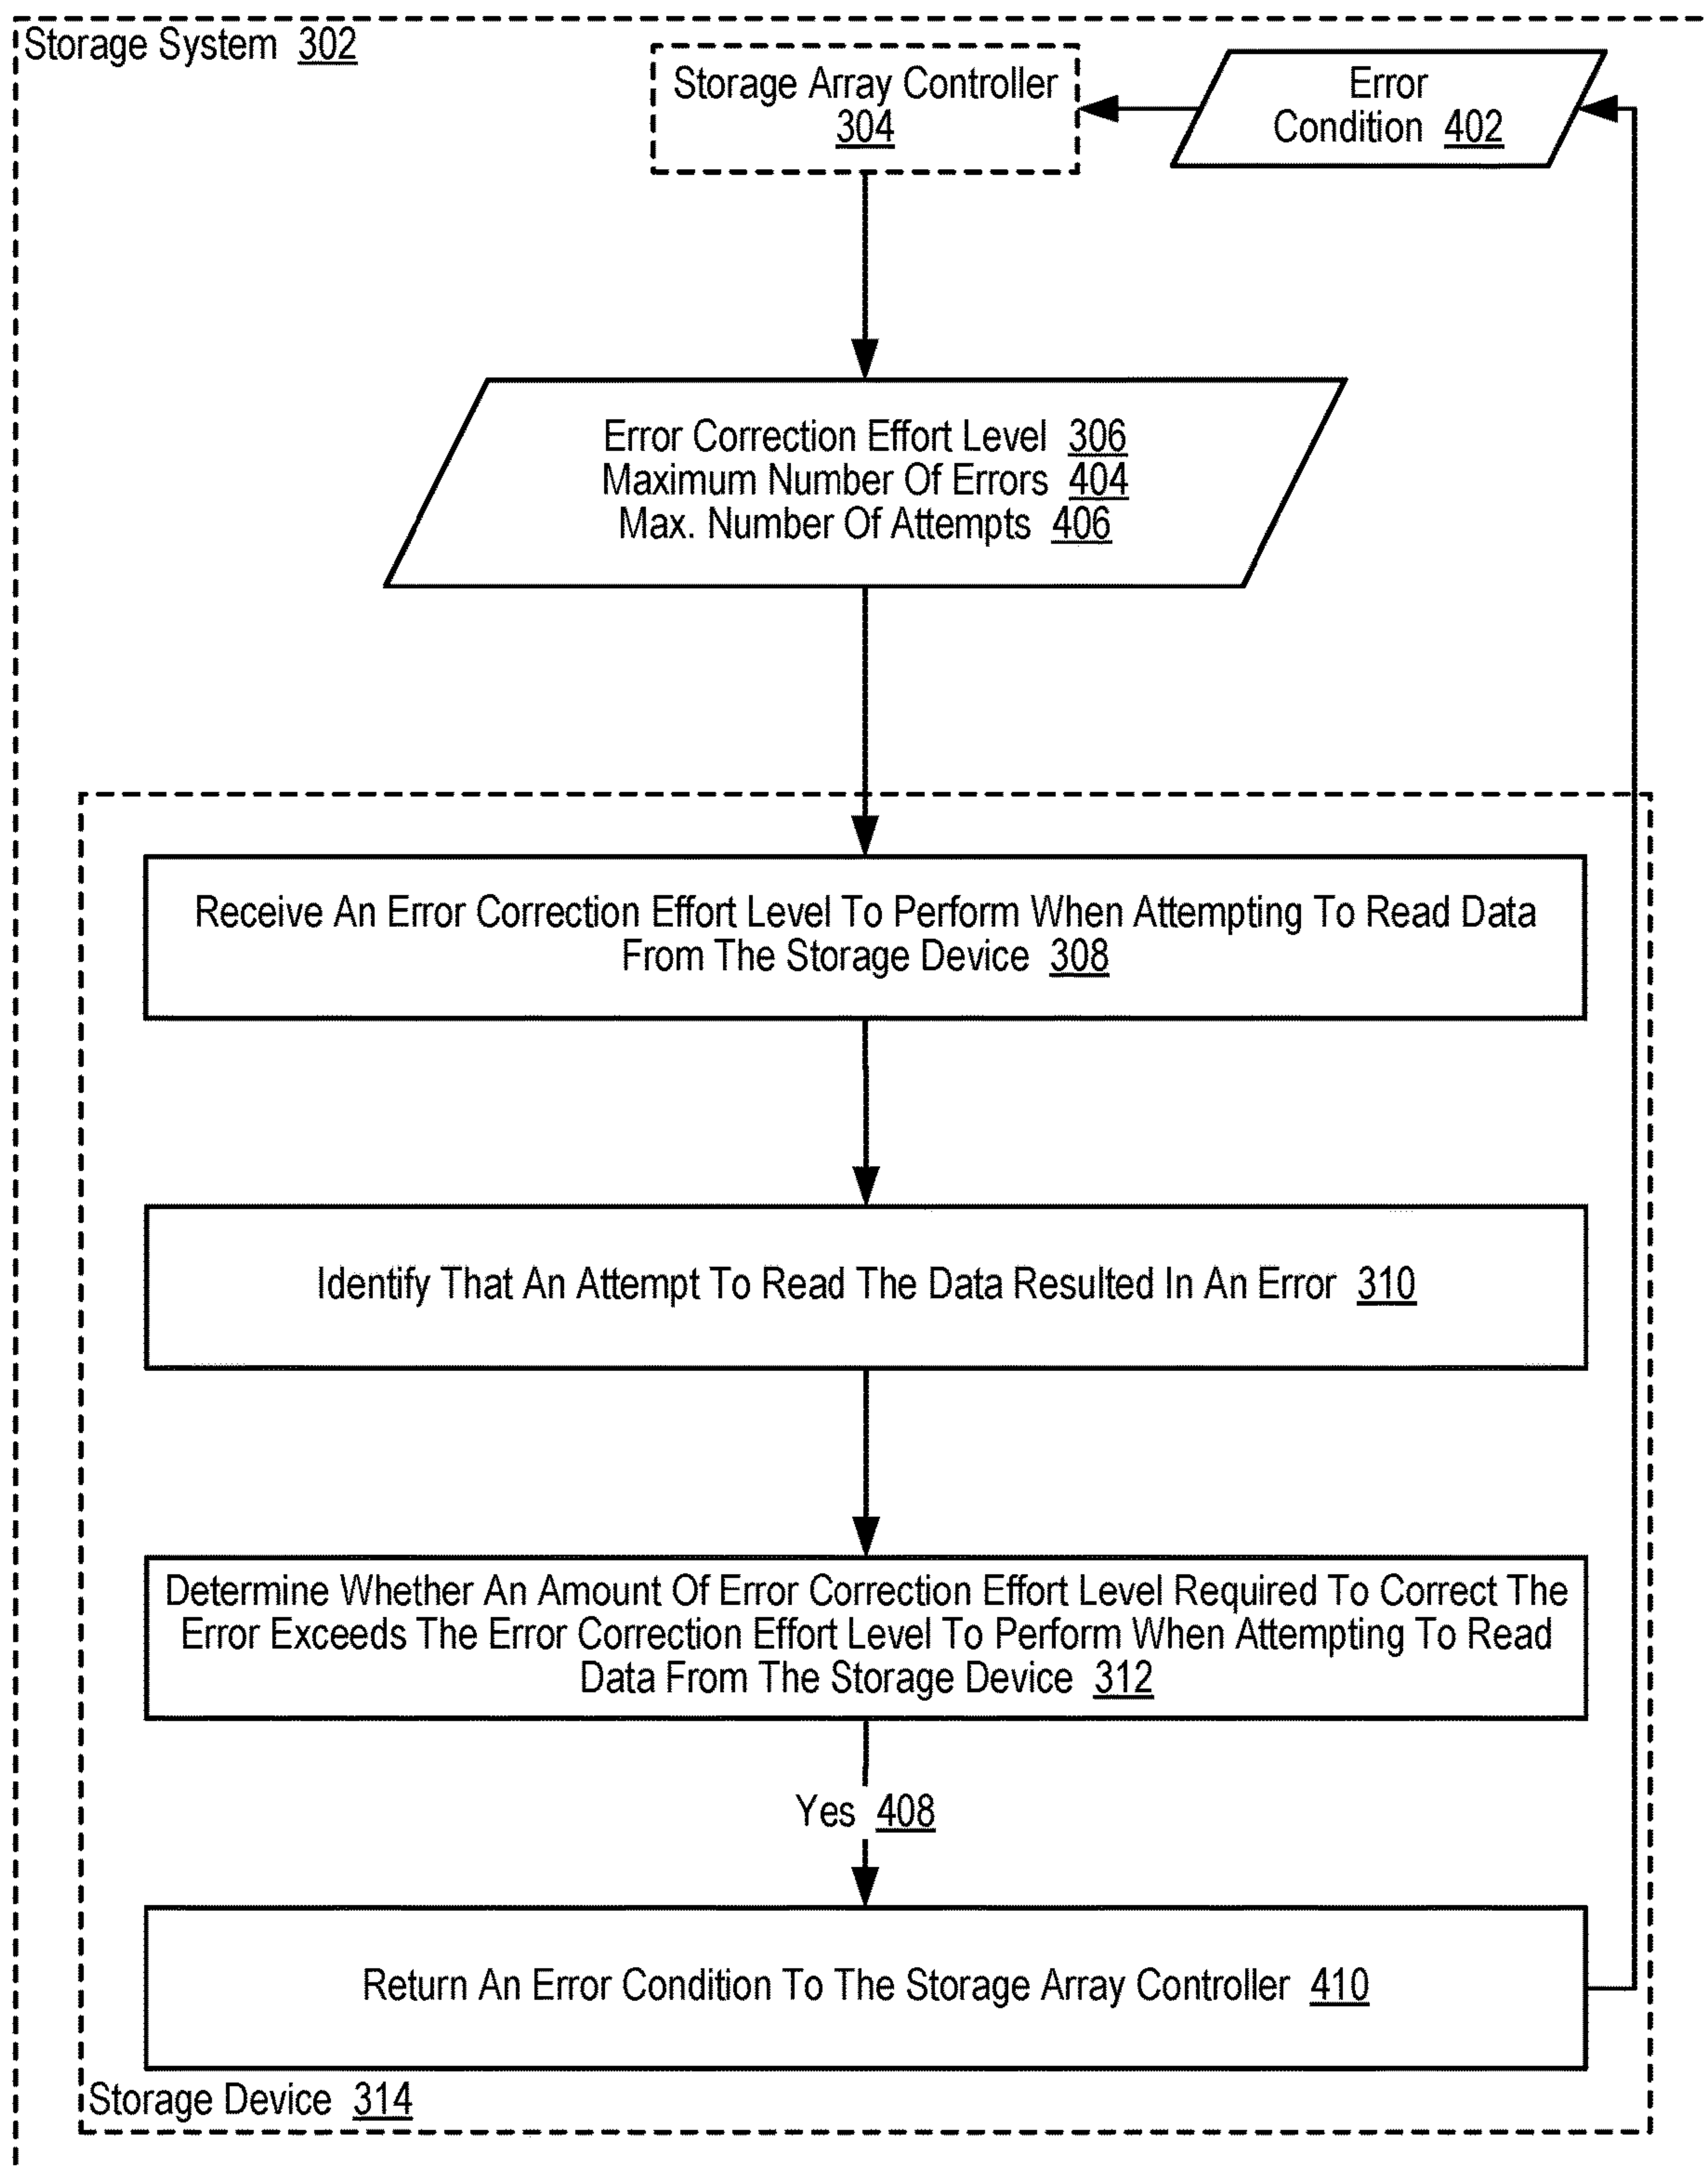 Storage System 302
Storage Array Controller
304
Error
Condition 402
Error Correction Effort Level 306
Maximum Number Of Errors 404
Max. Number Of Attempts 406
Receive An Error Correction Effort Level To Perform When Attempting To Read Data
From The Storage Device 308
Identify That An Attempt To Read The Data Resulted In An Error 310
Determine Whether An Amount Of Error Correction Effort Level Required To Correct The
Error Exceeds The Error Correction Effort Level To Perform When Attempting To Read
Data From The Storage Device 312
Yes 408
Return An Error Condition To The Storage Array Controller 410
Storage Device 314